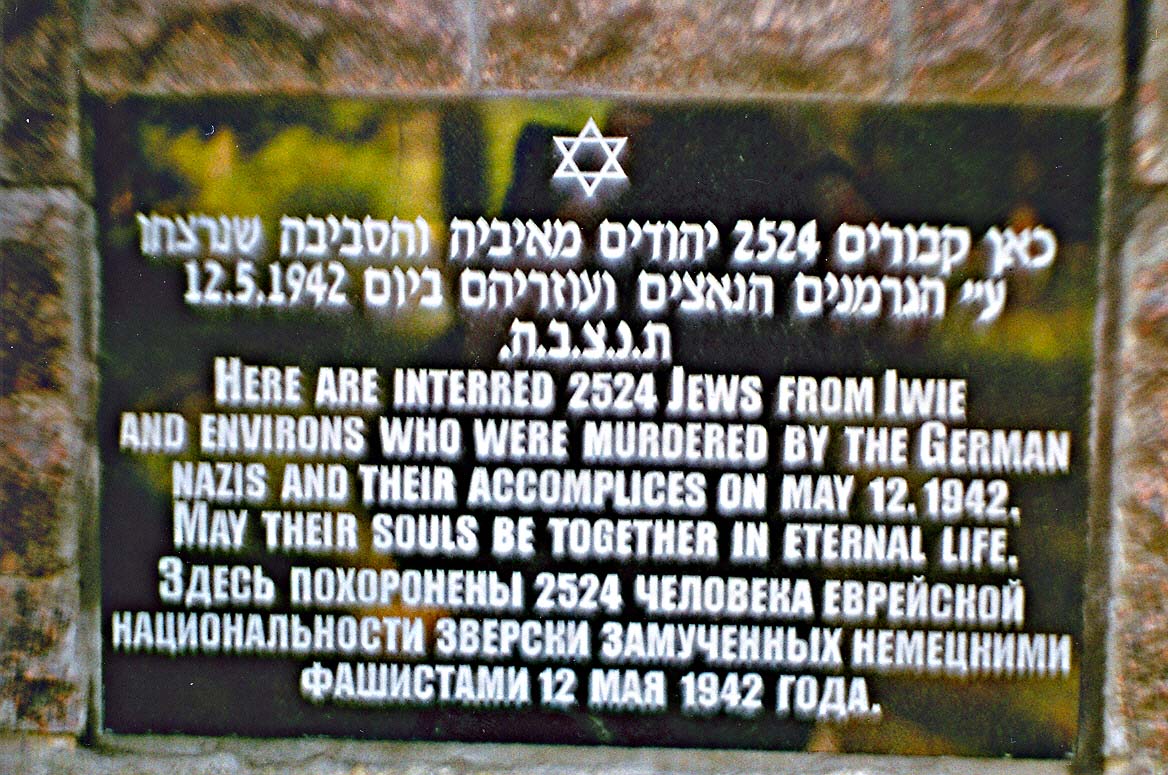 כאן קבורים 2524 יהודים מאיביה והסביבה שנרצחו
ע״י הגרמנים הנאצים ועוזריהם ביום 12.5.1942
ת.נ.צ.ב.ה.
HERE ARE INTERRED 2524 JEWS FROM IWIE
AND ENVIRONS WHO WERE MURDERED BY THE GERMAN
NAZIS AND THEIR ACCOMPLICES ON MAY 12.1942.
MAY THEIR SOULS BE TOGETHER IN ETERNAL LIFE.
ЗДЕСЬ ПОХОРОНЕНЫ 2524 ЧЕЛОВЕКА ЕВРЕЙСКОЙ
НАЦИОНАЛЬНОСТИ ЗВЕРСКИ ЗАМУЧЕННЫХ НЕМЕЦКИМИ
ФАШИСТАМИ 12 МАЯ 1942 ГОДА.